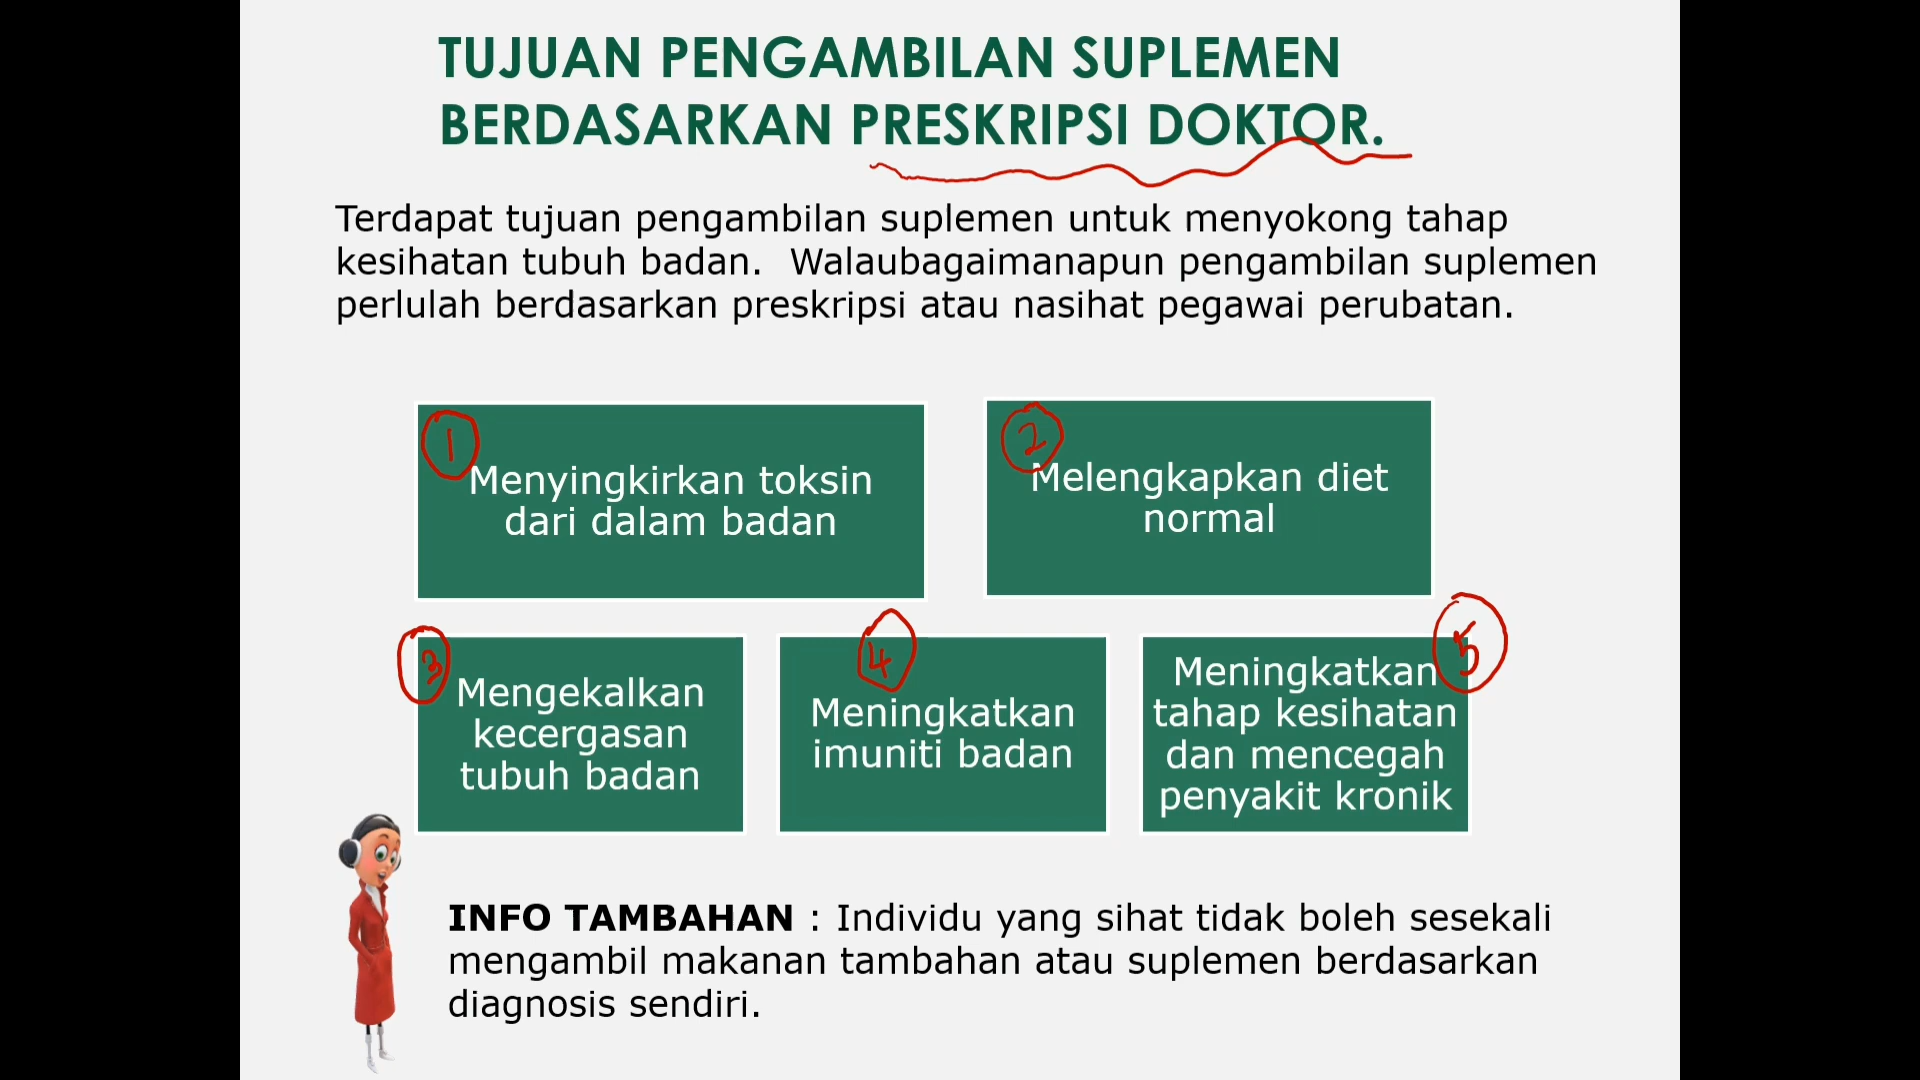 TUJUAN PENGAMBILAN SUPLEMEN
BERDASARKAN PRESKRIPSI DOKTOR.
Terdapat tujuan pengambilan suplemen untuk menyokong tahap
kesihatan tubuh badan.  Walaubagaimanapun pengambilan suplemen
perlulah berdasarkan preskripsi atau nasihat pegawai perubatan.
1
Menyingkirkan toksin
dari dalam badan
2
Melengkapkan diet
normal
3
Mengekalkan
kecergasan
tubuh badan
4
Meningkatkan
imuniti badan
5
Meningkatkan
tahap kesihatan
dan mencegah
penyakit kronik
INFO TAMBAHAN : Individu yang sihat tidak boleh sesekali
mengambil makanan tambahan atau suplemen berdasarkan
diagnosis sendiri.